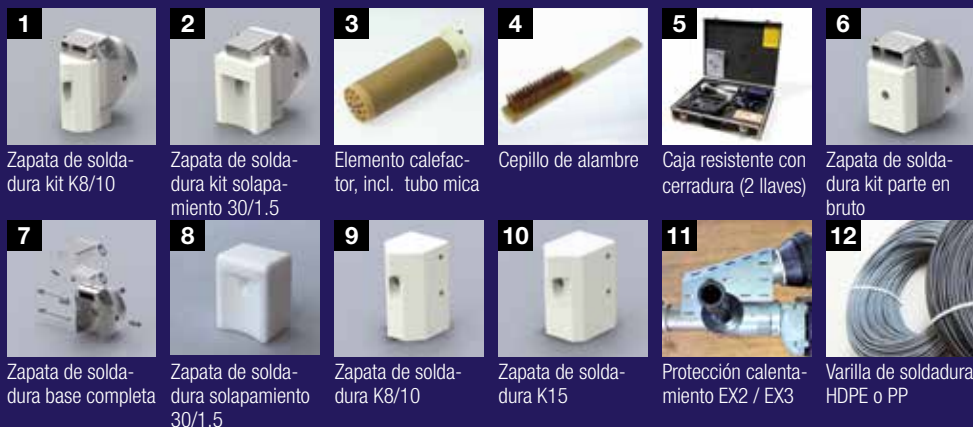 1
Zapata de solda-
dura kit K8/10
2
Zapata de solda-
dura kit solapa-
miento 30/1.5
3
Elemento calefac-
tor, incl. tubo mica
4
Cepillo de alambre
5
Caja resistente con
cerradura (2 llaves)
6
Zapata de solda-
dura kit parte en
bruto
7
Zapata de solda-
dura base completa
8
Zapata de solda-
dura solapamiento
30/1.5
9
Zapata de solda-
dura K8/10
10
Zapata de solda-
dura K15
11
Protección calenta-
miento EX2 / EX3
12
Varilla de soldadura
HDPE o PP